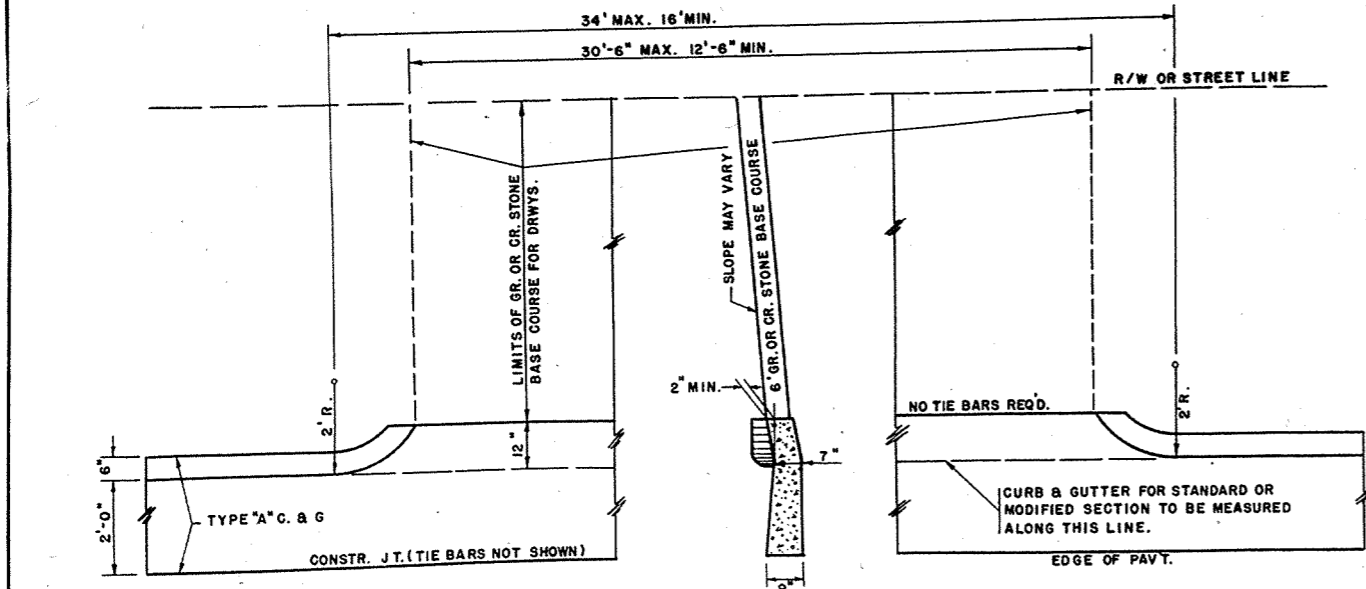 34' MAX. 16' MIN.
30'-6" MAX. 12'-6" MIN.
R/W OR STREET LINE
LIMITS OF GR. OR CR. STONE
BASE COURSE FOR DRWYS.
SLOPE MAY VARY
6" GR. OR CR. STONE BASE COURSE
2" MIN.
2' R.
NO TIE BARS REQ'D.
2' R.
6"
12"
7"
2'-0"
TYPE "A" C. & G
CURB & GUTTER FOR STANDARD OR
MODIFIED SECTION TO BE MEASURED
ALONG THIS LINE.
CONSTR. JT. (TIE BARS NOT SHOWN)
EDGE OF PAV'T.